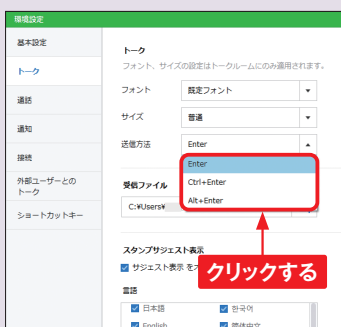 環境設定
基本設定
トーク
通話
通知
接続
外部ユーザーとの
トーク
ショートカットキー
トーク
フォント、サイズの設定はトークルームにのみ適用されます。
フォント
既定フォント
サイズ
普通
送信方法
Enter
Enter
Ctrl+Enter
Alt+Enter
受信ファイル
C:¥Users¥
スタンプサジェスト表示
サジェスト表示
クリックする
言語
日本語
한국어
English
简体中文